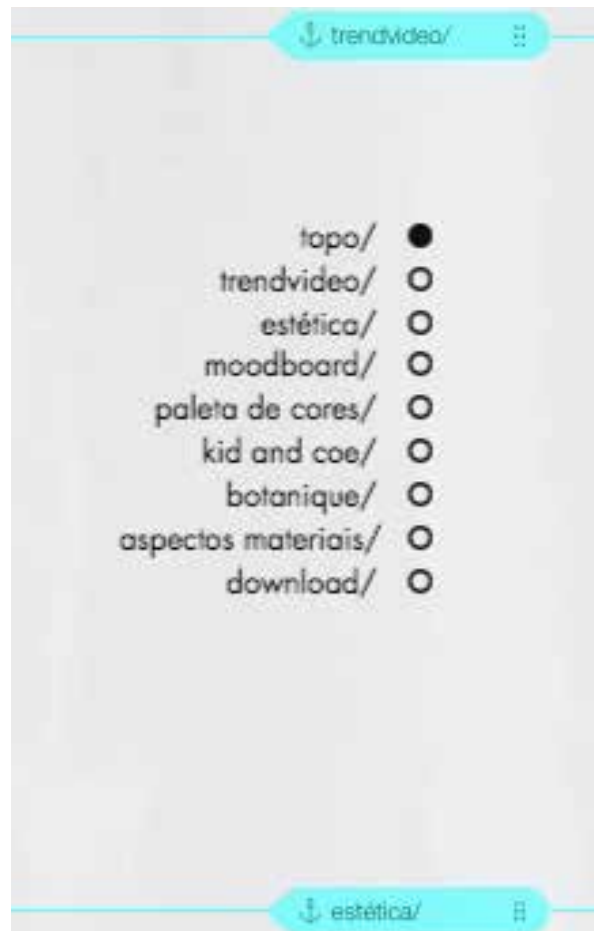 trendvideo/
topo/
trendvideo/
estética/
moodboard/
paleta de cores/
kid and coe/
botanique/
aspectos materiais/
download/
estética/